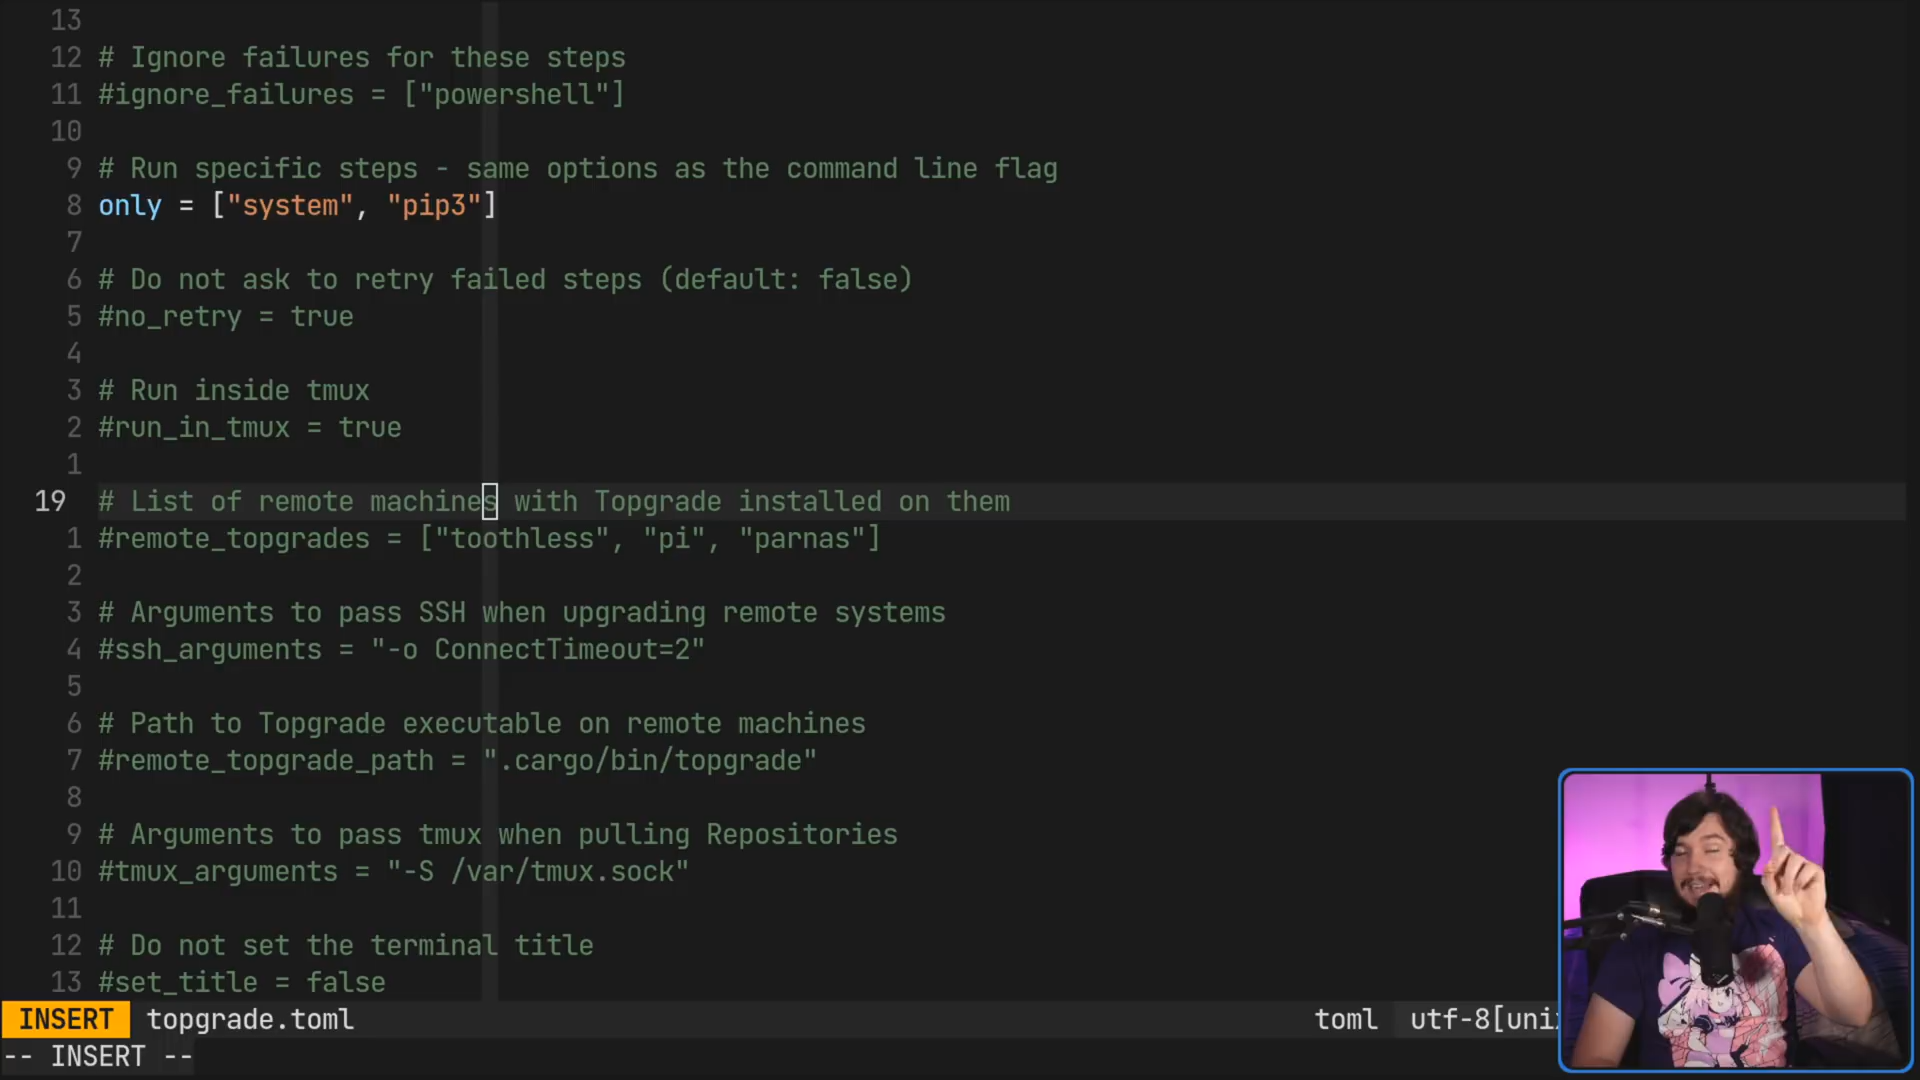 13
12 # Ignore failures for these steps
11 #ignore_failures = ["powershell"]
10
9 # Run specific steps - same options as the command line flag
8 only = ["system", "pip3"]
7
6 # Do not ask to retry failed steps (default: false)
5 #no_retry = true
4
3 # Run inside tmux
2 #run_in_tmux = true
1
19 # List of remote machines with Topgrade installed on them
1 #remote_topgrades = ["toothless", "pi", "parnas"]
2
3 # Arguments to pass SSH when upgrading remote systems
4 #ssh_arguments = "-o ConnectTimeout=2"
5
6 # Path to Topgrade executable on remote machines
7 #remote_topgrade_path = ".cargo/bin/topgrade"
8
9 # Arguments to pass tmux when pulling Repositories
10 #tmux_arguments = "-S /var/tmux.sock"
11
12 # Do not set the terminal title
13 #set_title = false
INSERT topgrade.toml toml utf-8[unix
-- INSERT --